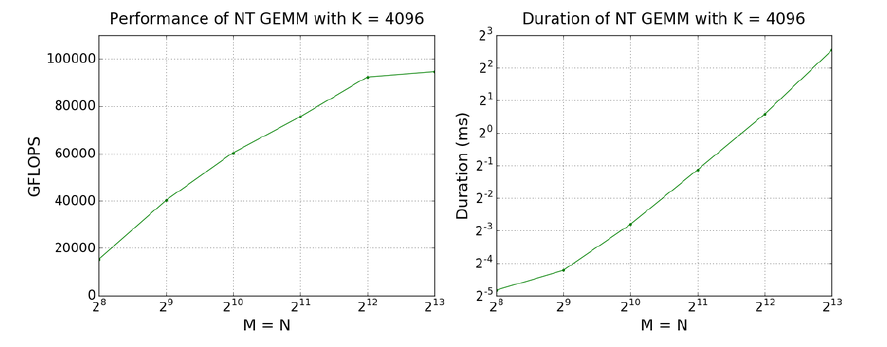 Performance of NT GEMM with K = 4096
GFLOPS
100000
80000
60000
40000
20000
0
2^8 2^9 2^10 2^11 2^12 2^13
M = N
Duration of NT GEMM with K = 4096
Duration (ms)
2^3
2^2
2^1
2^0
2^-1
2^-2
2^-3
2^-4
2^-5
2^8 2^9 2^10 2^11 2^12 2^13
M = N